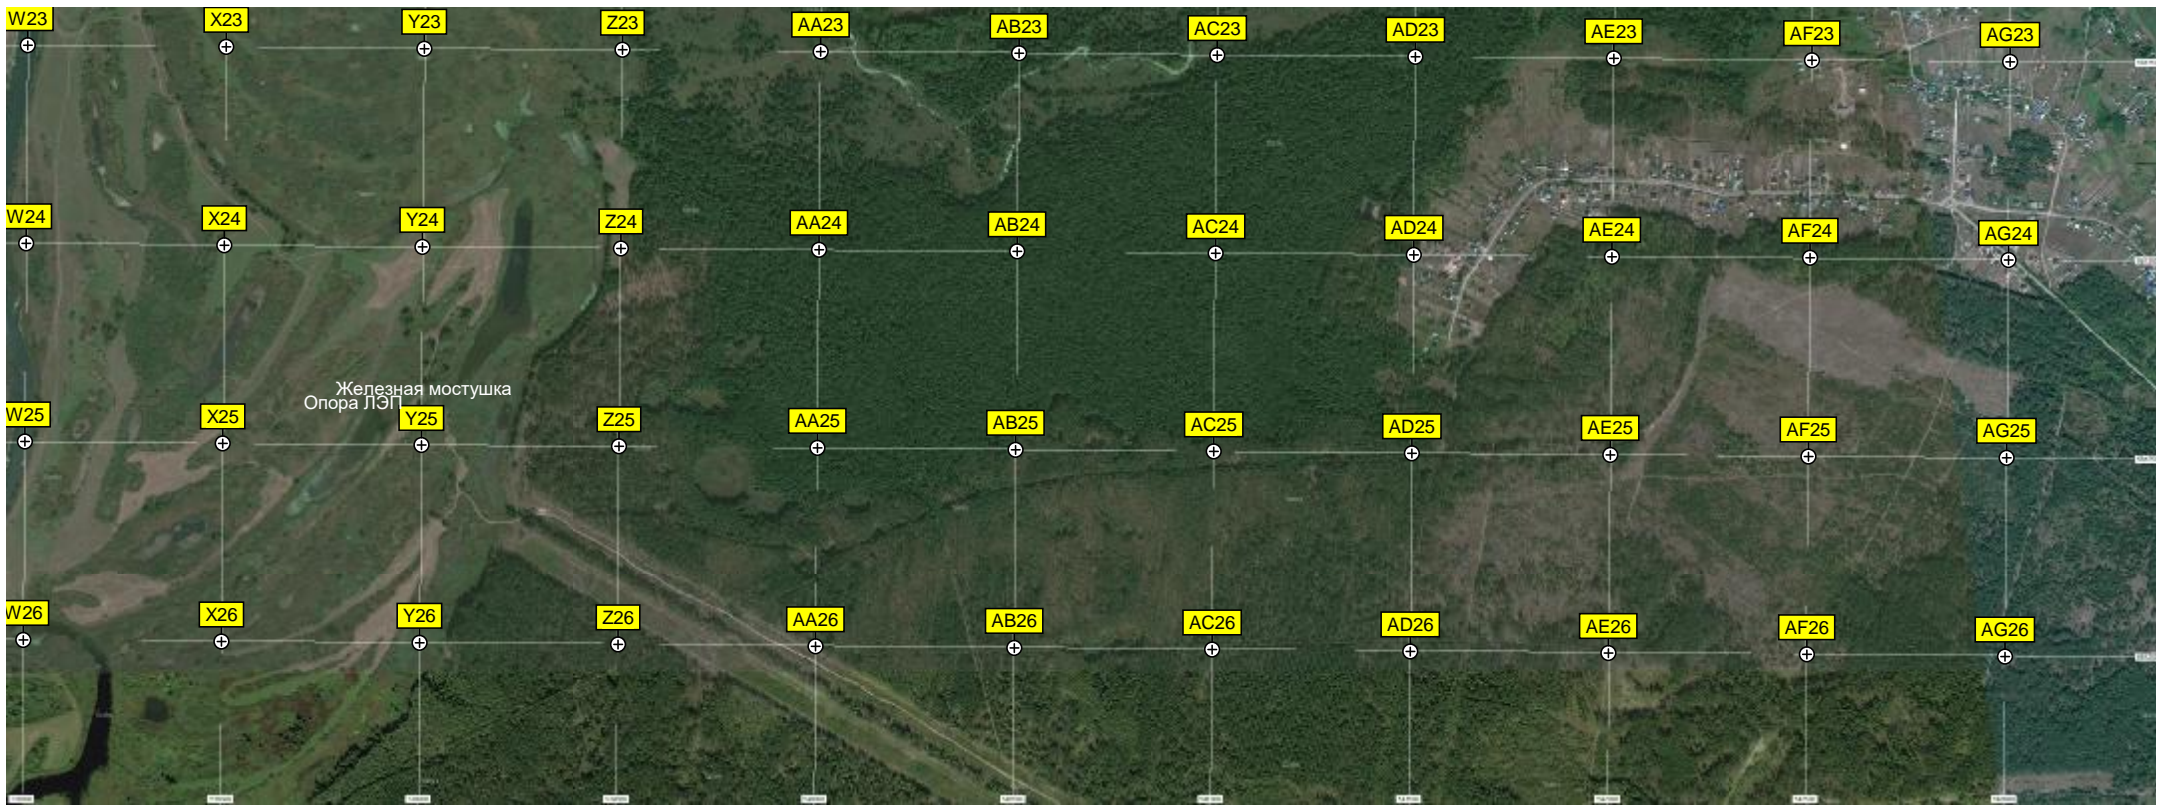 W23 X23 Y23 Z23 AA23 AB23 AC23 AD23 AE23 AF23 AG23
W24 X24 Y24 Z24 AA24 AB24 AC24 AD24 AE24 AF24 AG24
Железная мостушка
Опора ЛЭП
W25 X25 Y25 Z25 AA25 AB25 AC25 AD25 AE25 AF25 AG25
W26 X26 Y26 Z26 AA26 AB26 AC26 AD26 AE26 AF26 AG26